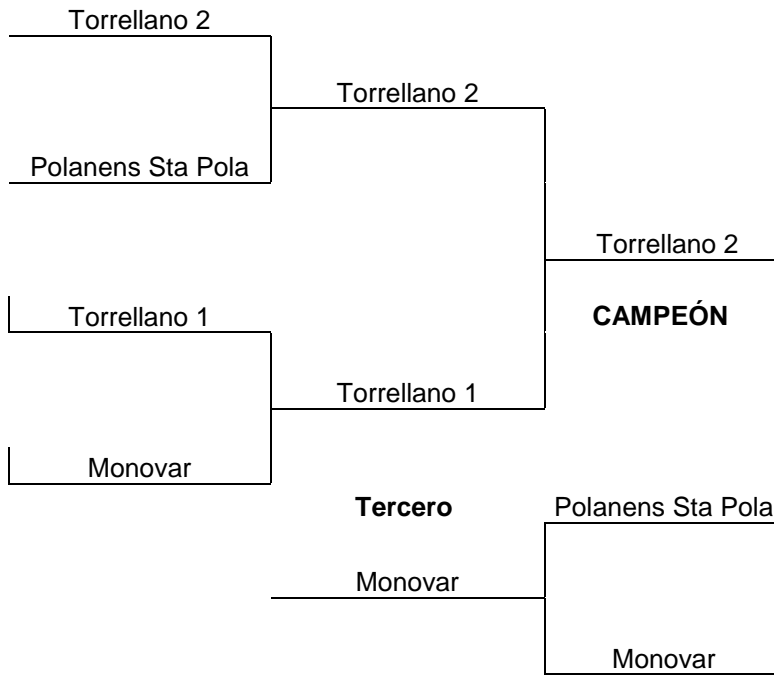 Torrellano 2
Torrellano 2
Polanens Sta Pola
Torrellano 2
Torrellano 1
CAMPEÓN
Torrellano 1
Monovar
Tercero
Polanens Sta Pola
Monovar
Monovar